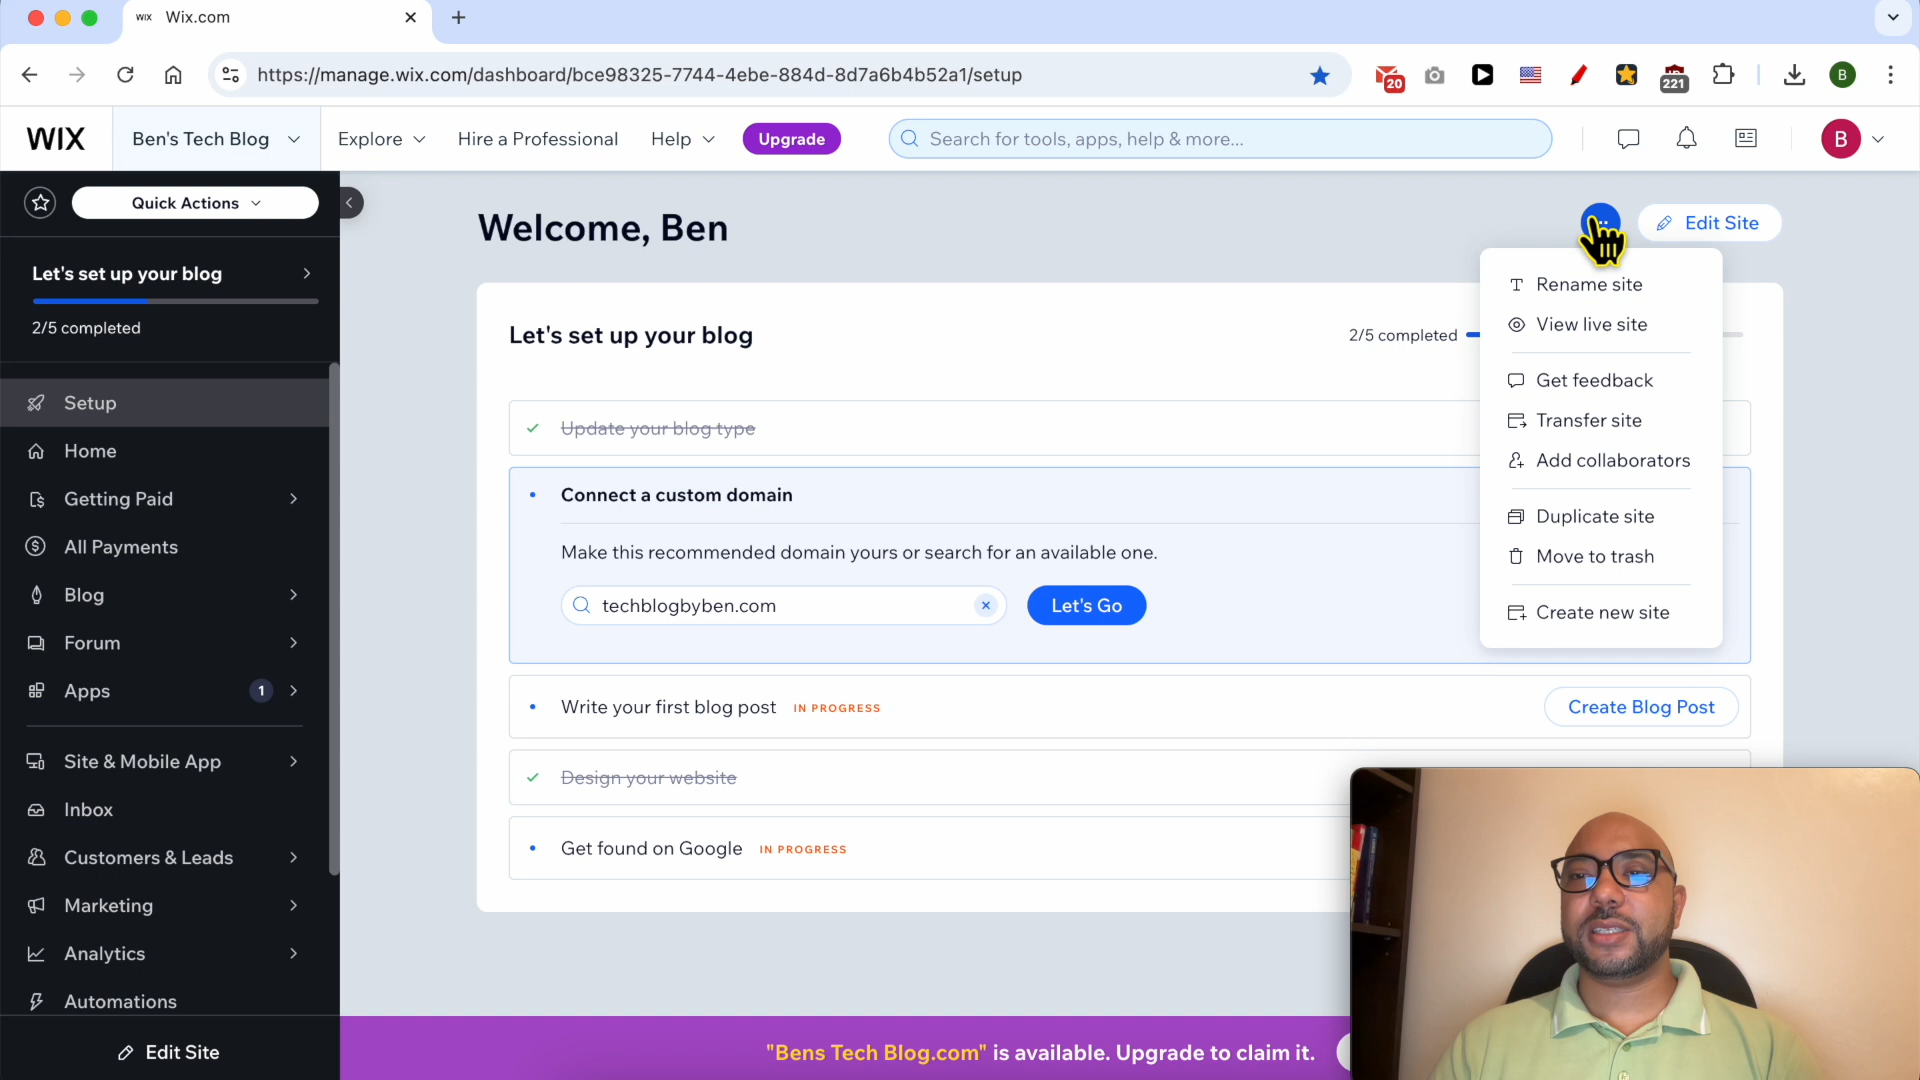 WIX Wix.com
https://manage.wix.com/dashboard/bce98325-7744-4ebe-884d-8d7a6b4b52a1/setup
20
221
B
WIX
Ben's Tech Blog
Explore
Hire a Professional
Help
Upgrade
Search for tools, apps, help & more...
B
Quick Actions
Let's set up your blog
2/5 completed
Setup
Home
Getting Paid
All Payments
Blog
Forum
Apps 1
Site & Mobile App
Inbox
Customers & Leads
Marketing
Analytics
Automations
Edit Site
Welcome, Ben
Edit Site
Let's set up your blog
2/5 completed
Update your blog type
Connect a custom domain
Make this recommended domain yours or search for an available one.
techblogbyben.com
Let's Go
Write your first blog post IN PROGRESS
Create Blog Post
Design your website
Get found on Google IN PROGRESS
Rename site
View live site
Get feedback
Transfer site
Add collaborators
Duplicate site
Move to trash
Create new site
"Bens Tech Blog.com" is available. Upgrade to claim it.